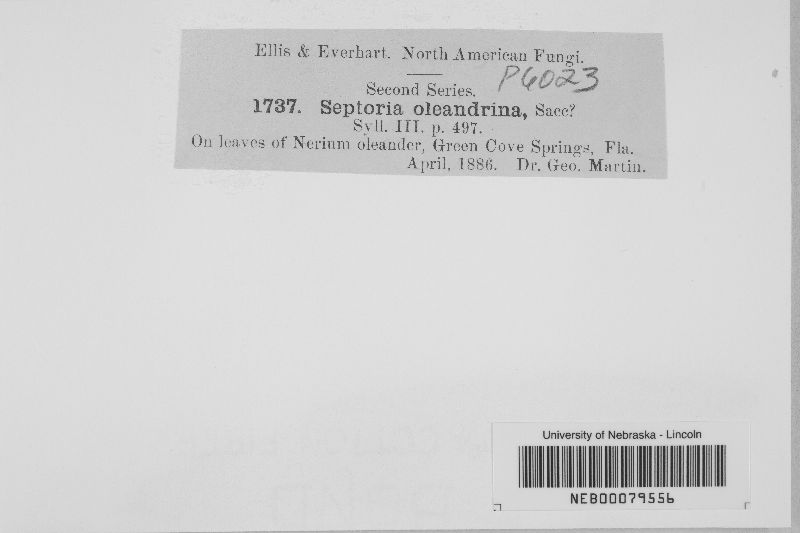 Ellis & Everhart. North American Fungi.
P6023
Second Series.
1737. Septoria oleandrina, Sacc?
Syll. III. p. 497.
On leaves of Nerium oleander, Green Cove Springs, Fla.
April, 1886. Dr. Geo. Martin.
University of Nebraska - Lincoln
NEB00079556